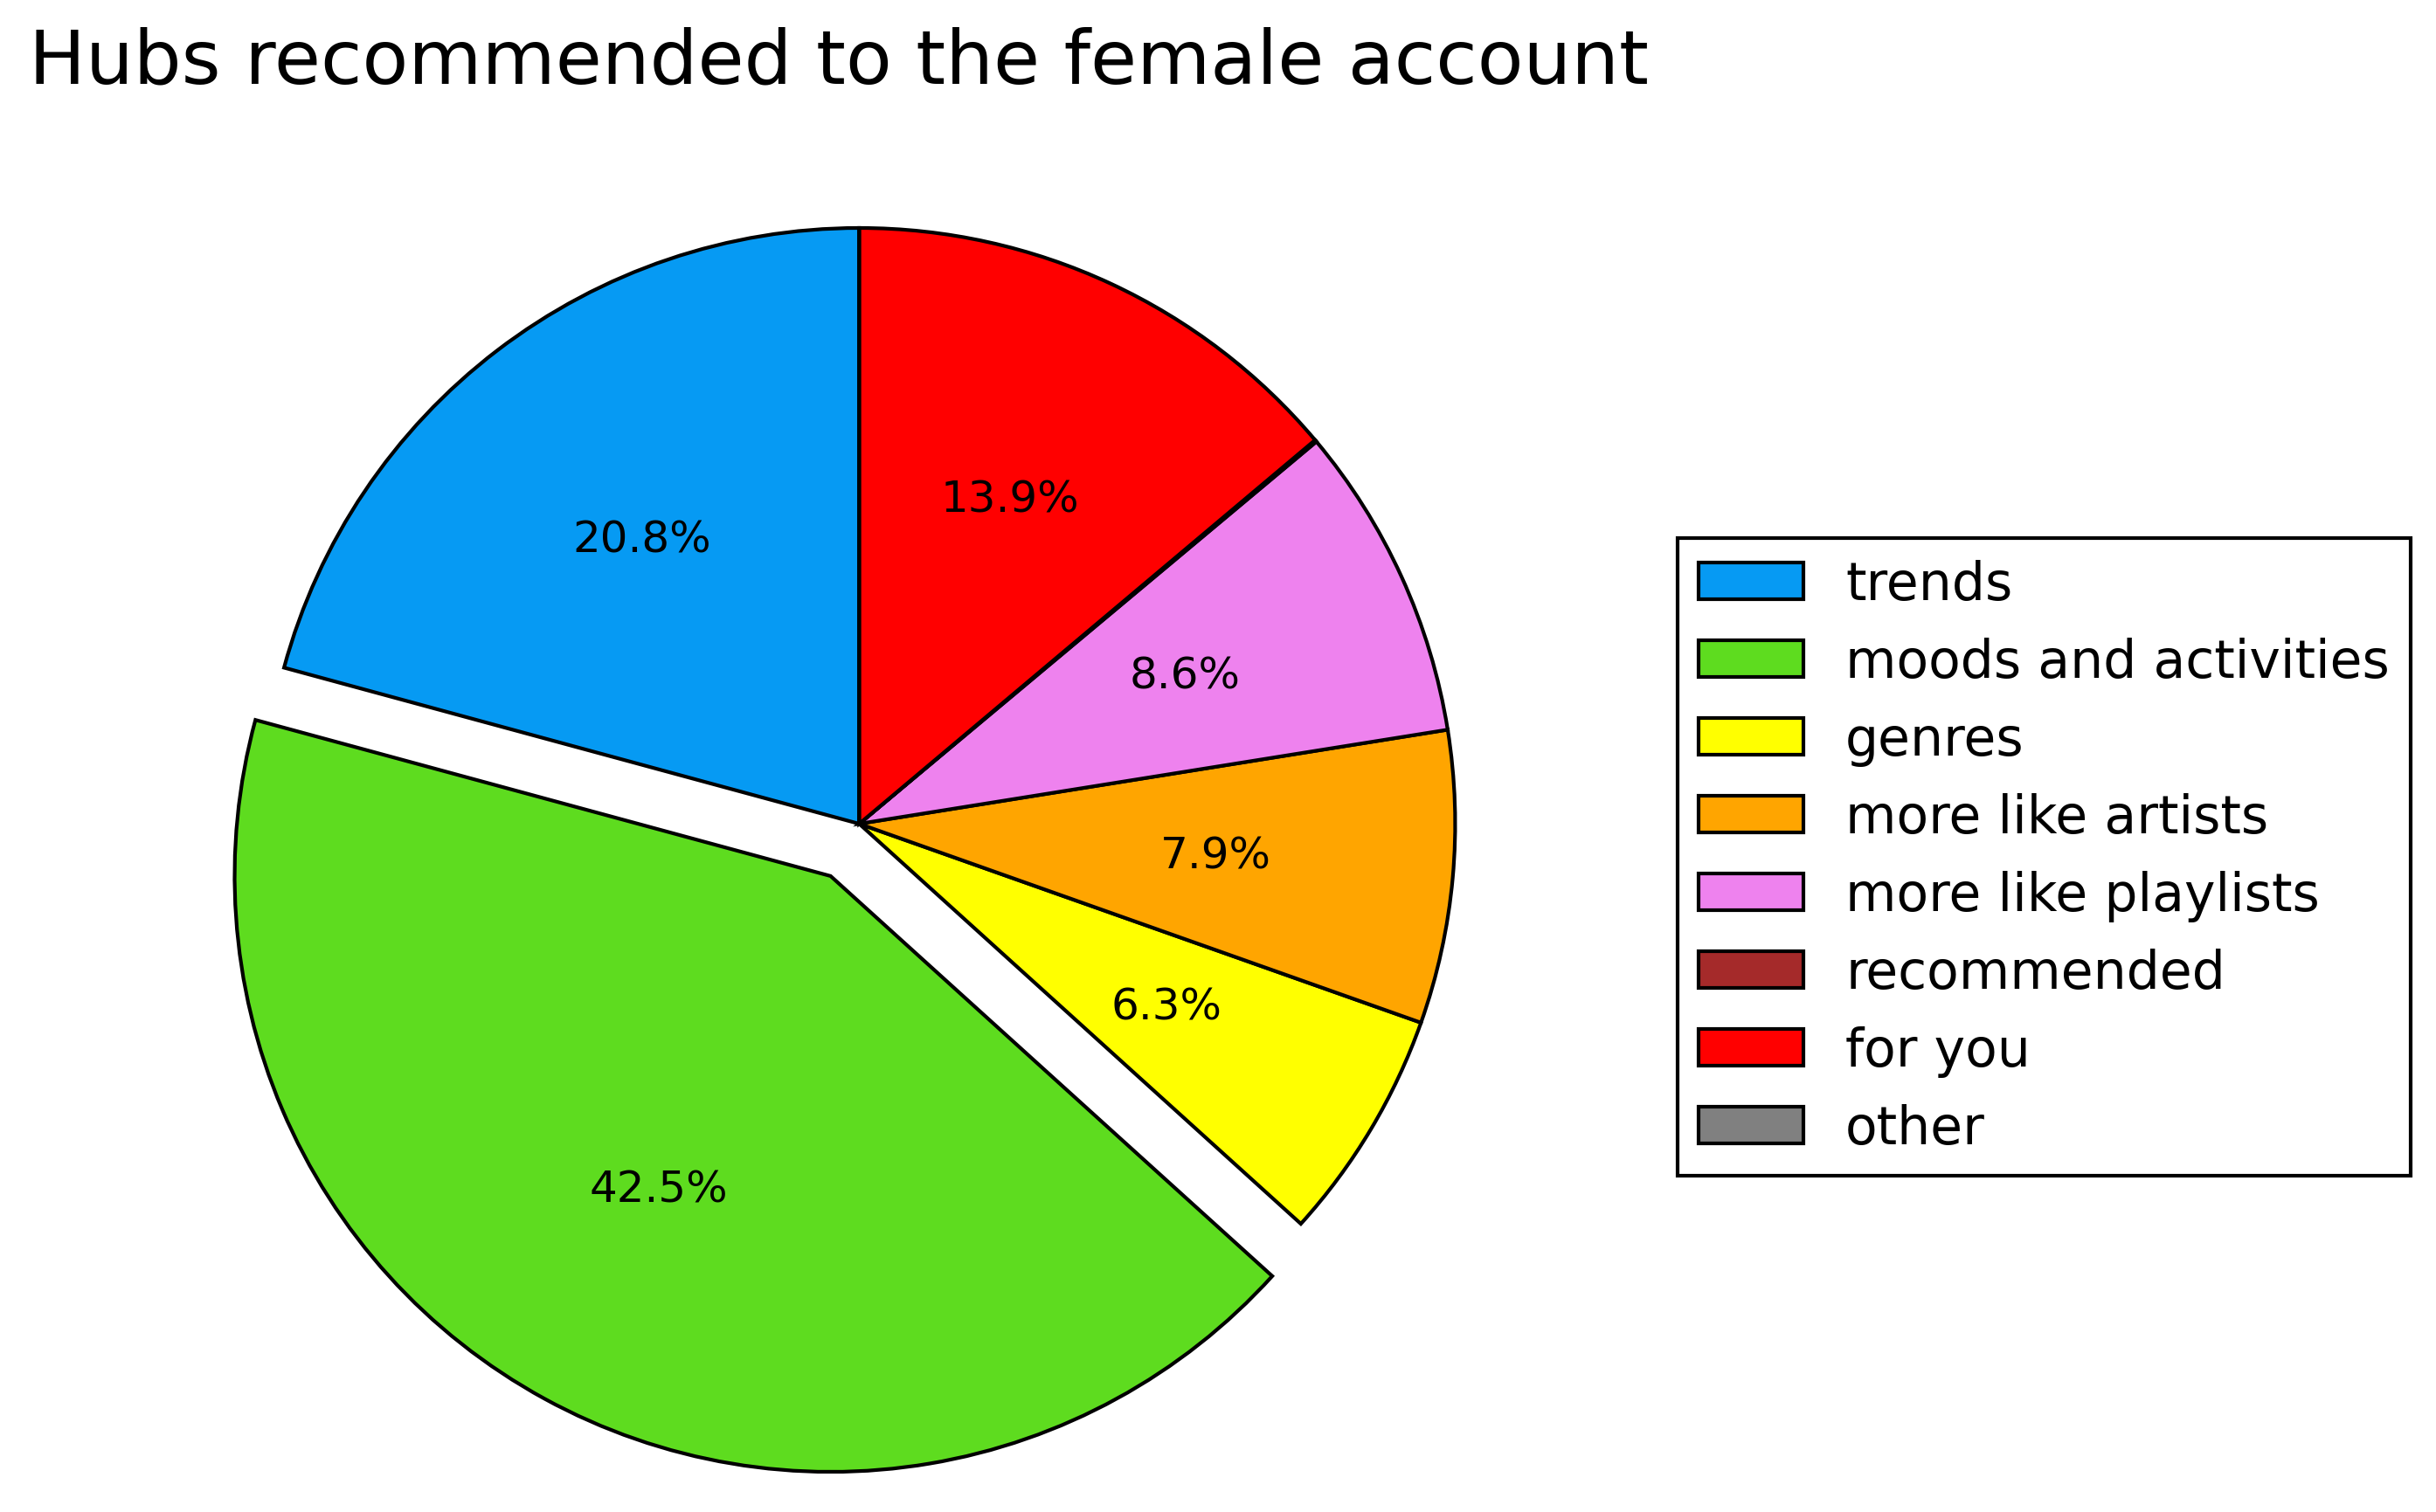 Hubs recommended to the female account
13.9%
20.8%
8.6%
7.9%
6.3%
42.5%
trends
moods and activities
genres
more like artists
more like playlists
recommended
for you
other